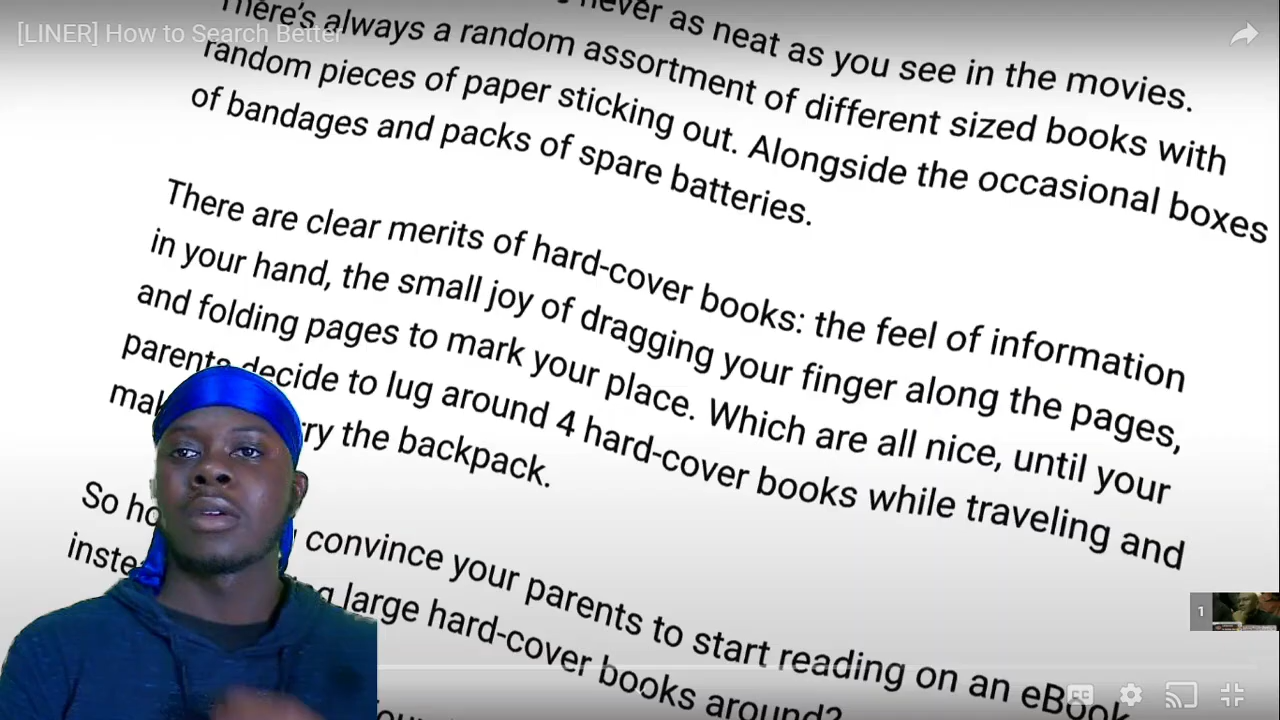 [LINER] How to Search Better
never as neat as you see in the movies.
There's always a random assortment of different sized books with
random pieces of paper sticking out. Alongside the occasional boxes
of bandages and packs of spare batteries.
There are clear merits of hard-cover books: the feel of information
in your hand, the small joy of dragging your finger along the pages,
and folding pages to mark your place. Which are all nice, until your
parents decide to lug around 4 hard-cover books while traveling and
the backpack.
So convince your parents to start reading on an eBook
large hard-cover books around?
1
CC